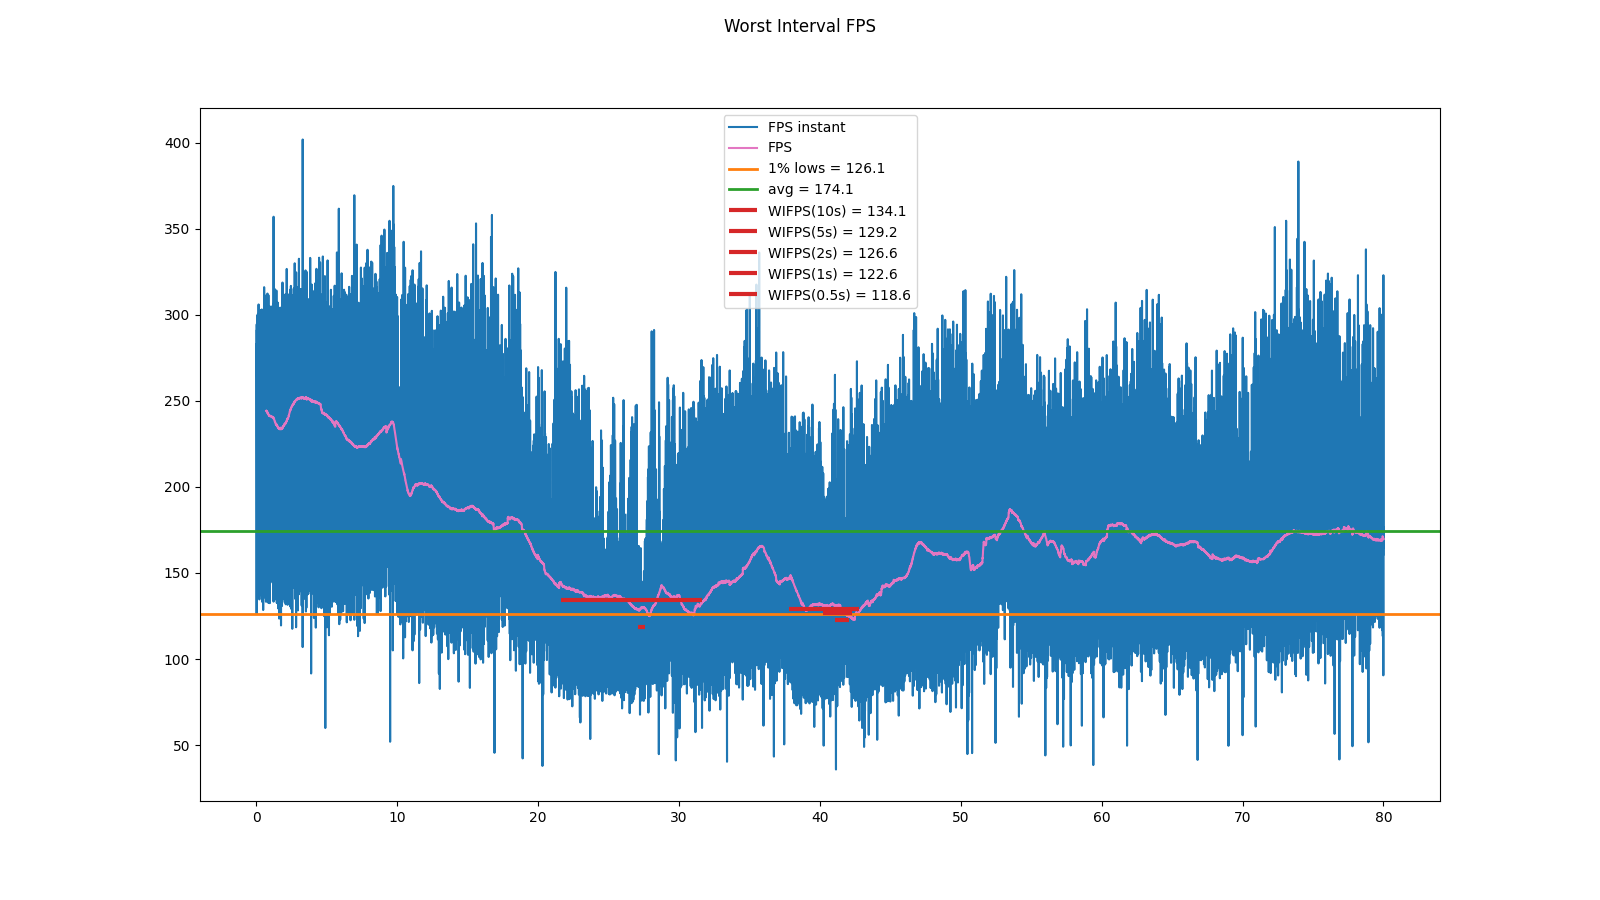 Worst Interval FPS
FPS instant
FPS
1% lows = 126.1
avg = 174.1
WIFPS(10s) = 134.1
WIFPS(5s) = 129.2
WIFPS(2s) = 126.6
WIFPS(1s) = 122.6
WIFPS(0.5s) = 118.6
400
350
300
250
200
150
100
50
0 10 20 30 40 50 60 70 80